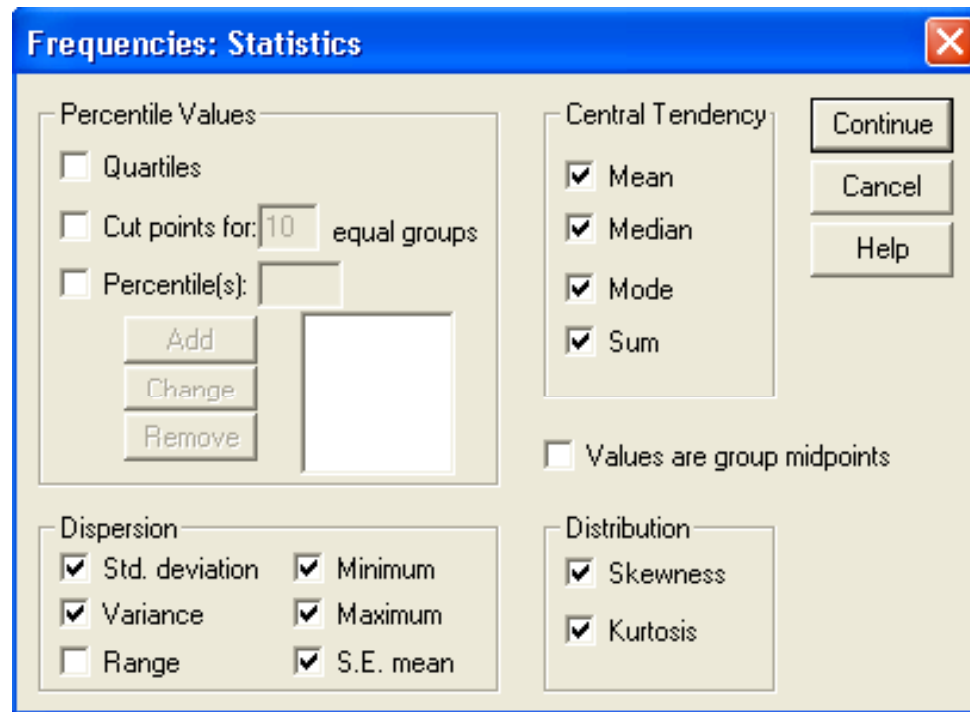 Frequencies: Statistics
Percentile Values
Quartiles
Cut points for: 10 equal groups
Percentile(s):
Add
Change
Remove
Central Tendency
Mean
Median
Mode
Sum
Continue
Cancel
Help
Values are group midpoints
Dispersion
Std. deviation Minimum
Variance Maximum
Range S.E. mean
Distribution
Skewness
Kurtosis